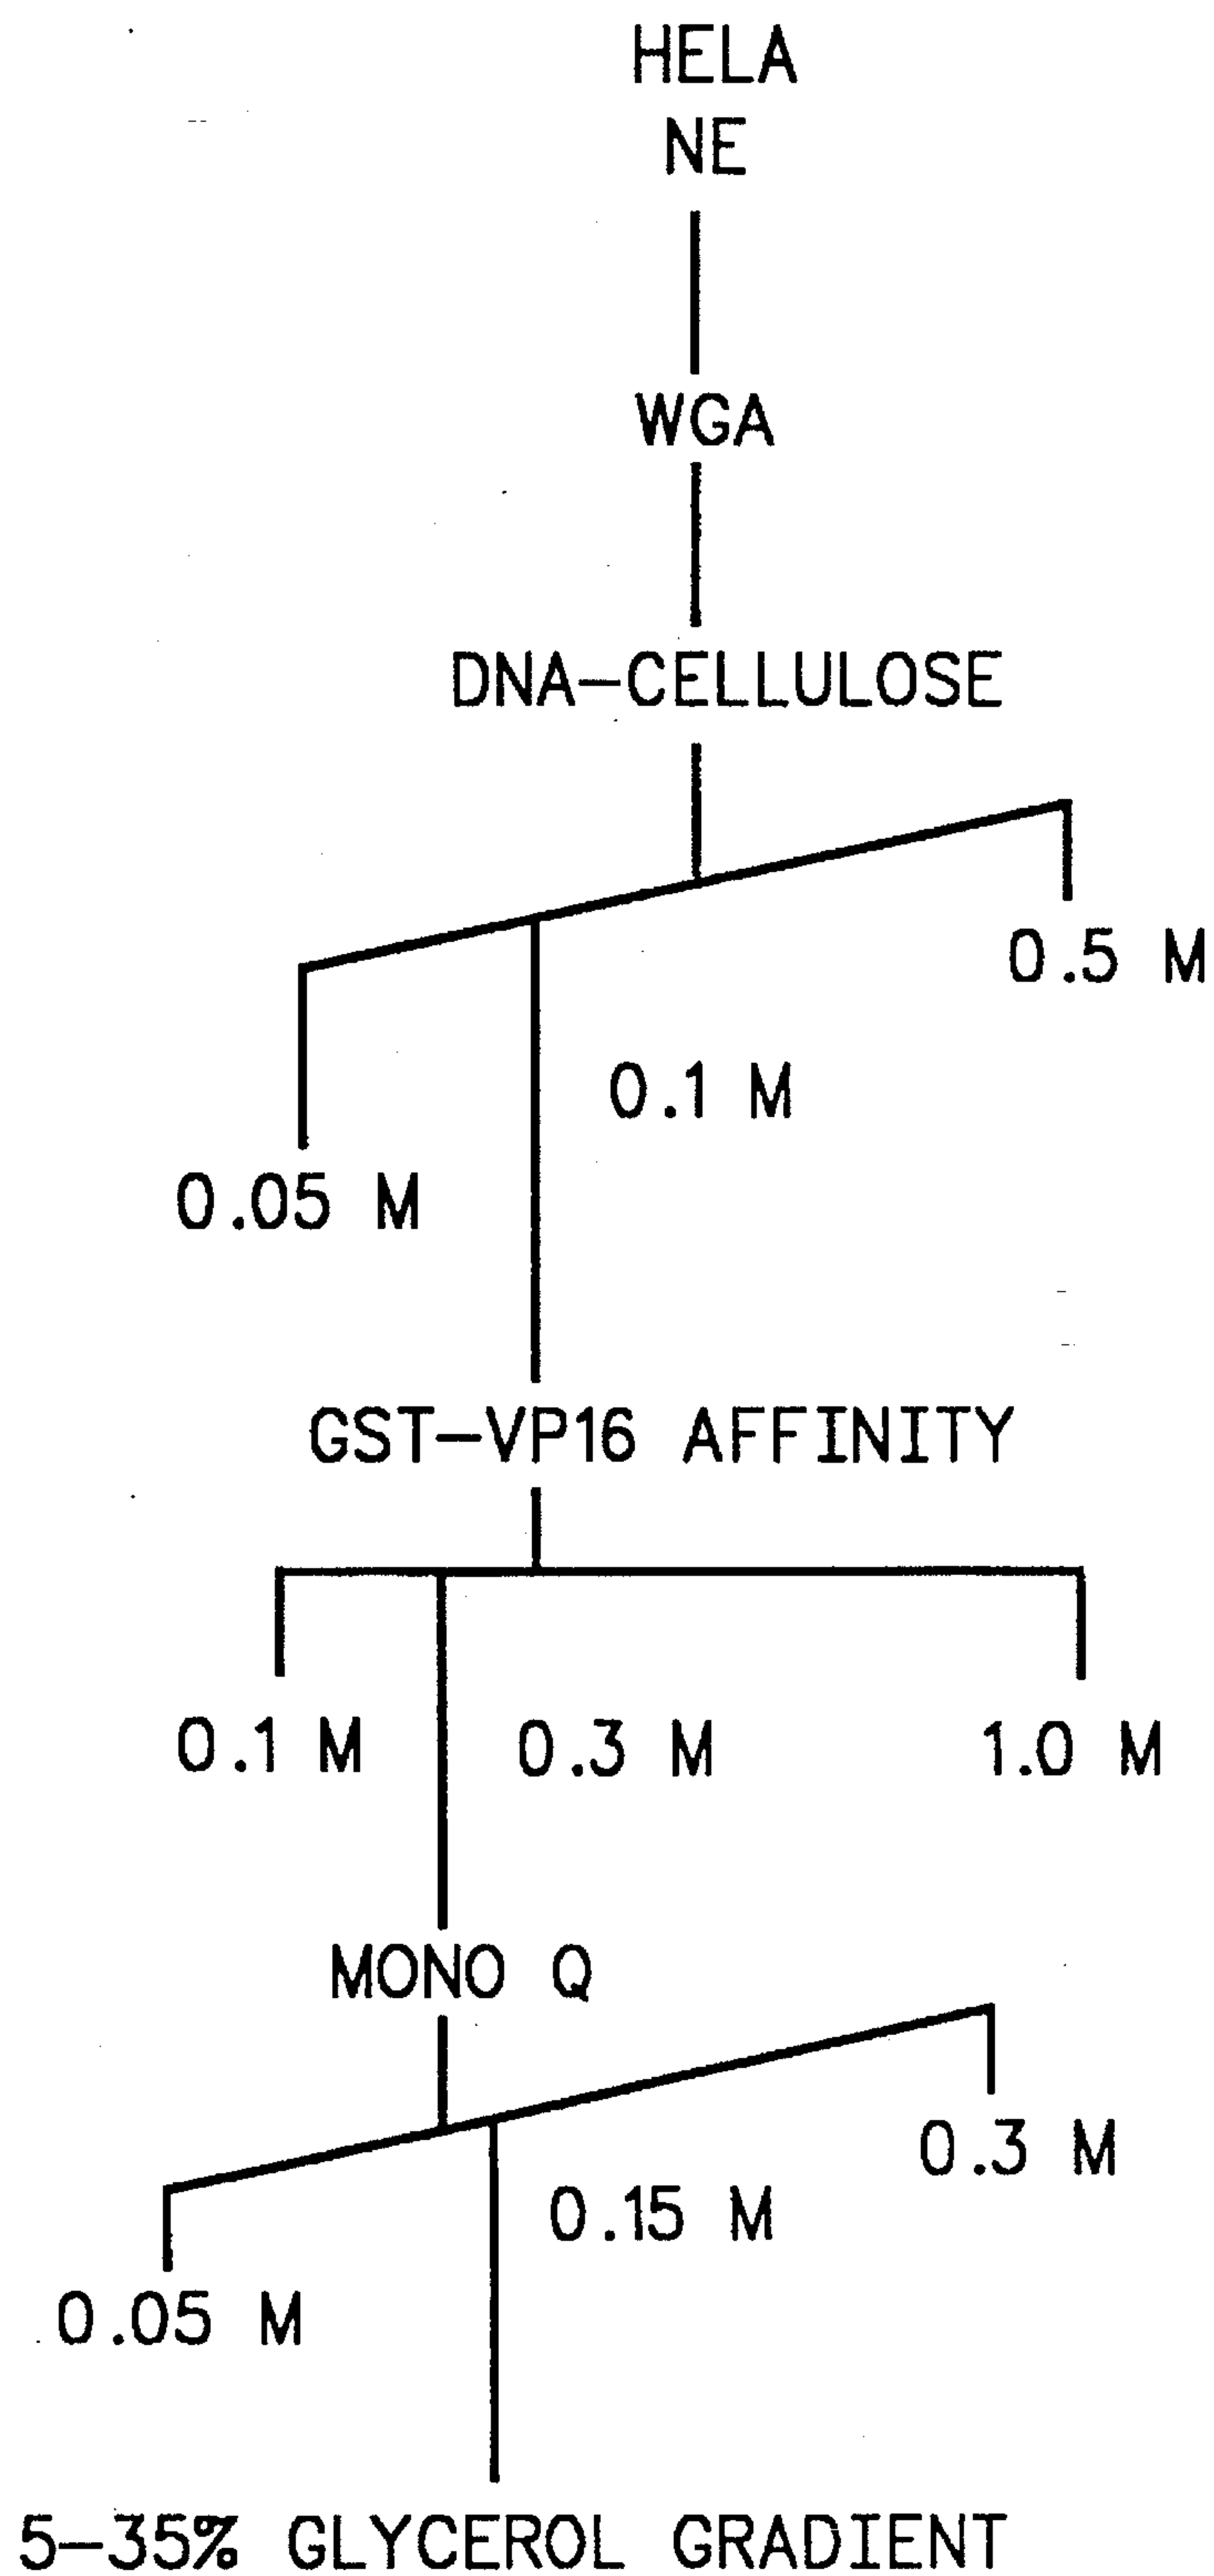 HELA
NE
WGA
DNA-CELLULOSE
0.5 M
0.1 M
0.05 M
GST-VP16 AFFINITY
0.1 M 0.3 M 1.0 M
MONO Q
0.3 M
0.15 M
0.05 M
5-35% GLYCEROL GRADIENT